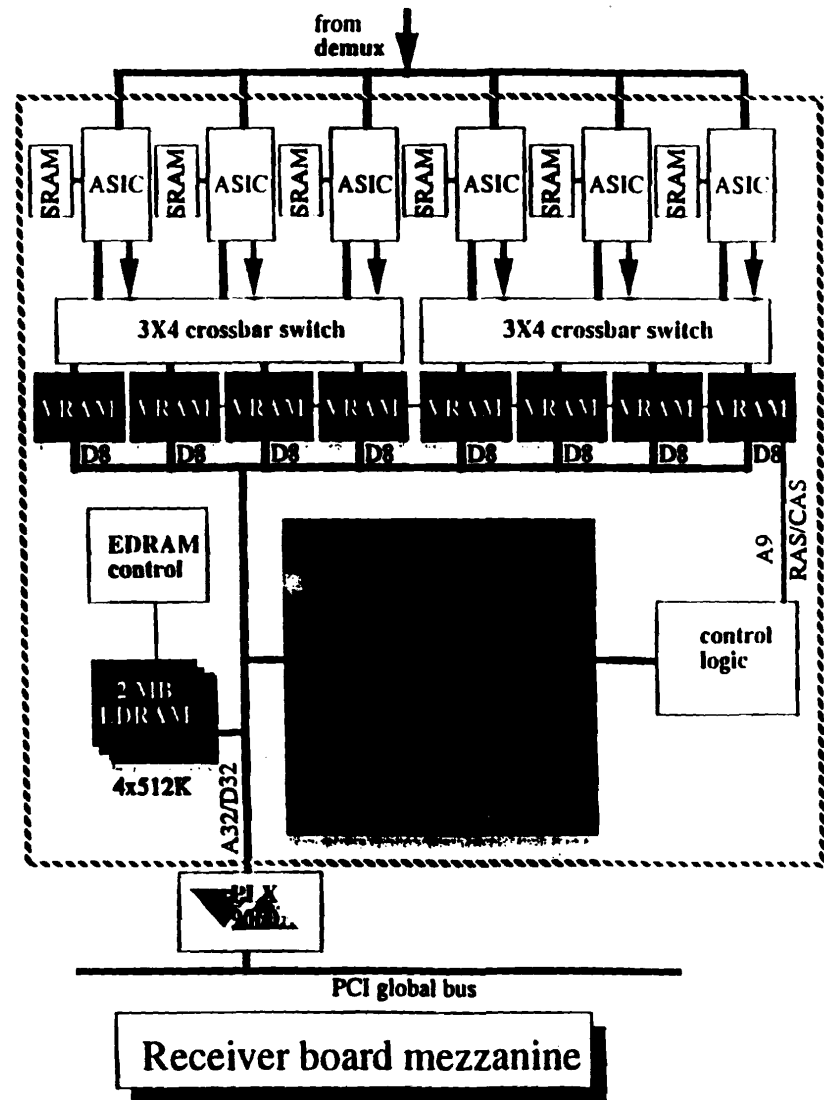 from
demux
SRAM ASIC SRAM ASIC SRAM ASIC SRAM ASIC SRAM ASIC SRAM ASIC
3X4 crossbar switch 3X4 crossbar switch
VRAM VRAM VRAM VRAM VRAM VRAM VRAM VRAM
D8 D8 D8 D8 D8 D8 D8 D8
A9
RAS/CAS
EDRAM
control
control
logic
2 MB
EDRAM
4x512K
A32/D32
PLX
PCI global bus
Receiver board mezzanine